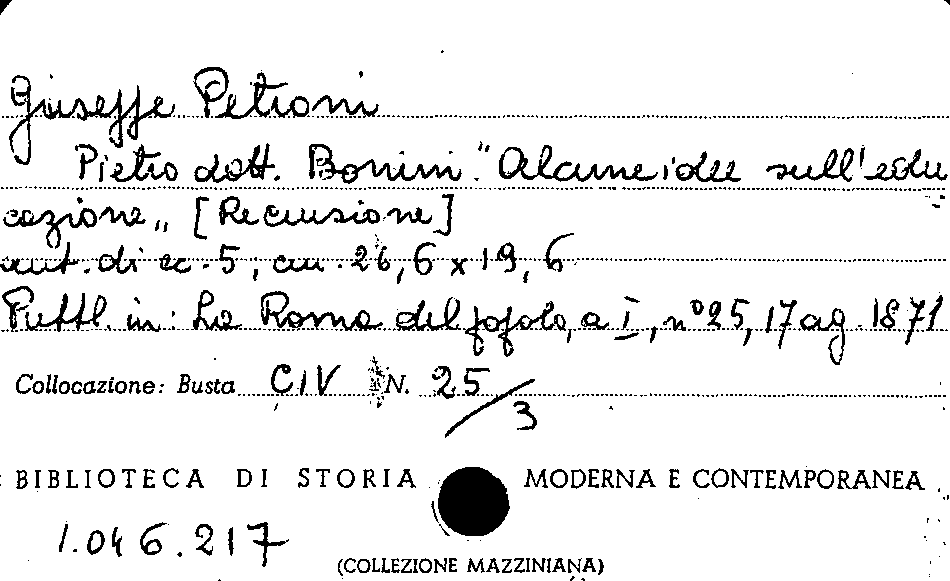 Giuseppe Petroni
Pietro dott. Bonini "Alcune idee sull'edu
cazione„ [Recensione]
aut. di cc. 5; cm. 26,6 x 19,6
Pubbl. in: La Roma del popolo, a I, n° 25, 17 ag. 1871
Collocazione: Busta CIV N. 25/3
BIBLIOTECA DI STORIA MODERNA E CONTEMPORANEA
1.046.217
(COLLEZIONE MAZZINIANA)